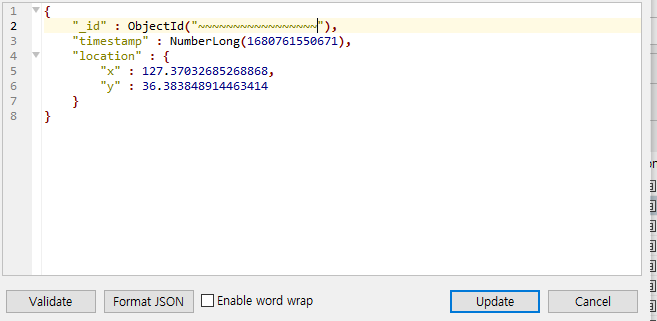 1 {
2 "_id" : ObjectId("~~~~~~~~~~~~~~~~~"),
3 "timestamp" : NumberLong(1680761550671),
4 "location" : {
5 "x" : 127.37032685268868,
6 "y" : 36.383848914463414
7 }
8 }
Validate Format JSON Enable word wrap Update Cancel